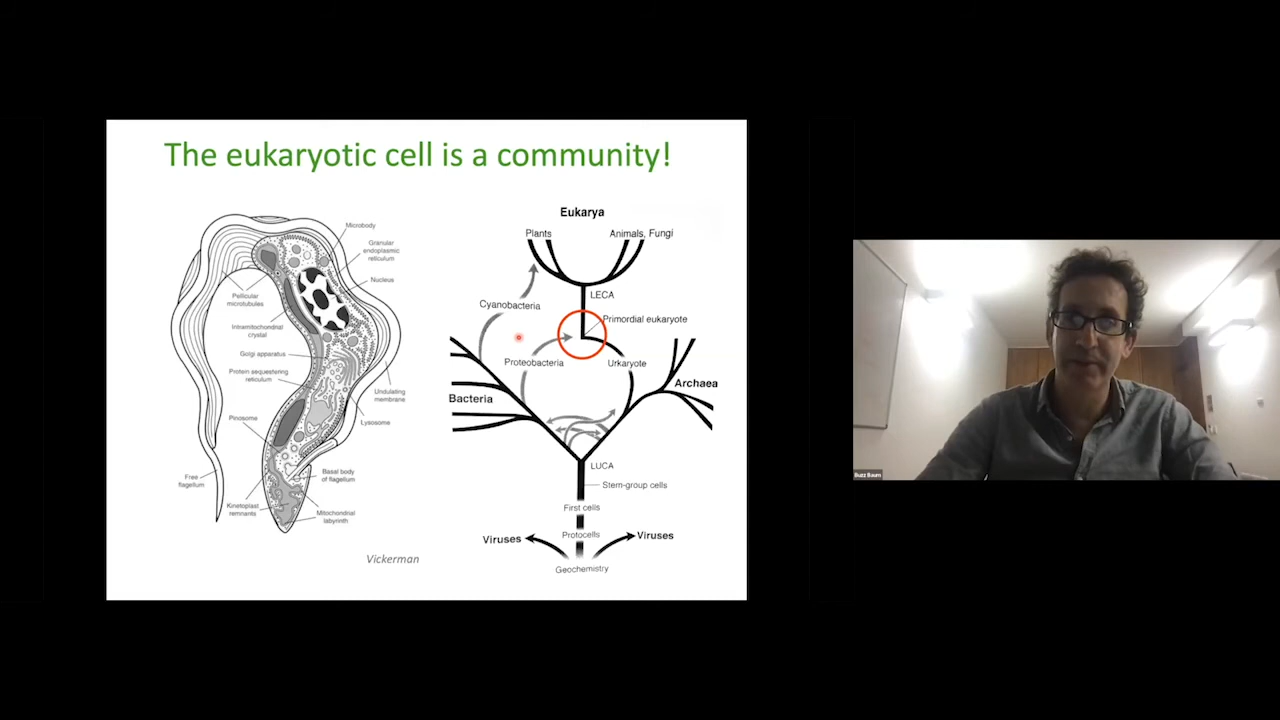 The eukaryotic cell is a community!
Microbody
Granular
endoplasmic
reticulum
Nucleus
Pellicular
microtubules
Intramitochondrial
crystal
Golgi apparatus
Protein sequestering
reticulum
Undulating
membrane
Pinosome
Lysosome
Free
flagellum
Basal body
of flagellum
Kinetoplast
remnants
Mitochondrial
labyrinth
Vickerman
Eukarya
Plants
Animals, Fungi
LECA
Cyanobacteria
Primordial eukaryote
Proteobacteria
Urkaryote
Bacteria
Archaea
LUCA
Stem-group cells
First cells
Protocells
Viruses
Viruses
Geochemistry
Buzz Baum